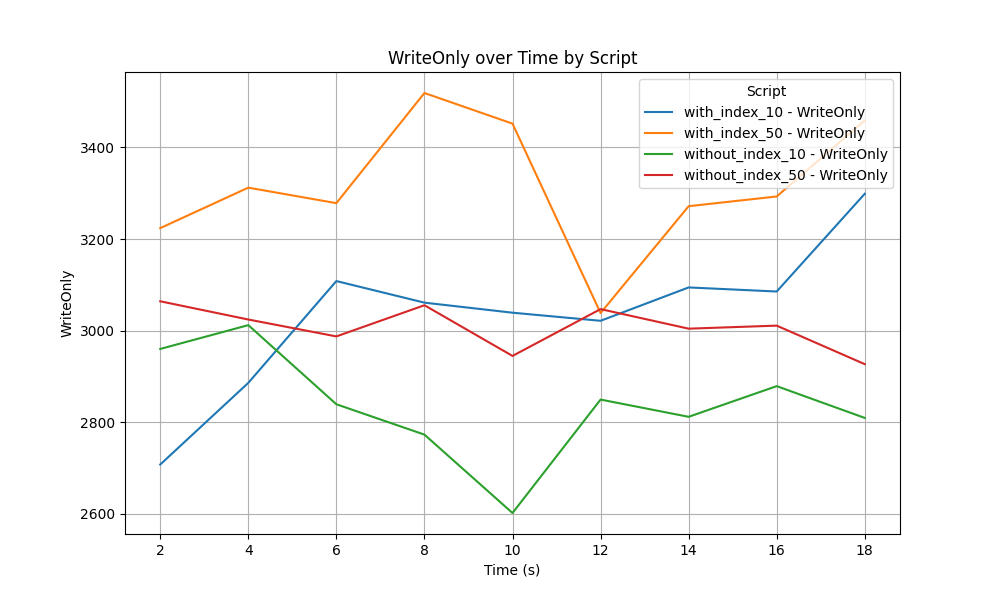 WriteOnly over Time by Script
Script
with_index_10 - WriteOnly
with_index_50 - WriteOnly
without_index_10 - WriteOnly
without_index_50 - WriteOnly
WriteOnly
3400
3200
3000
2800
2600
2 4 6 8 10 12 14 16 18
Time (s)